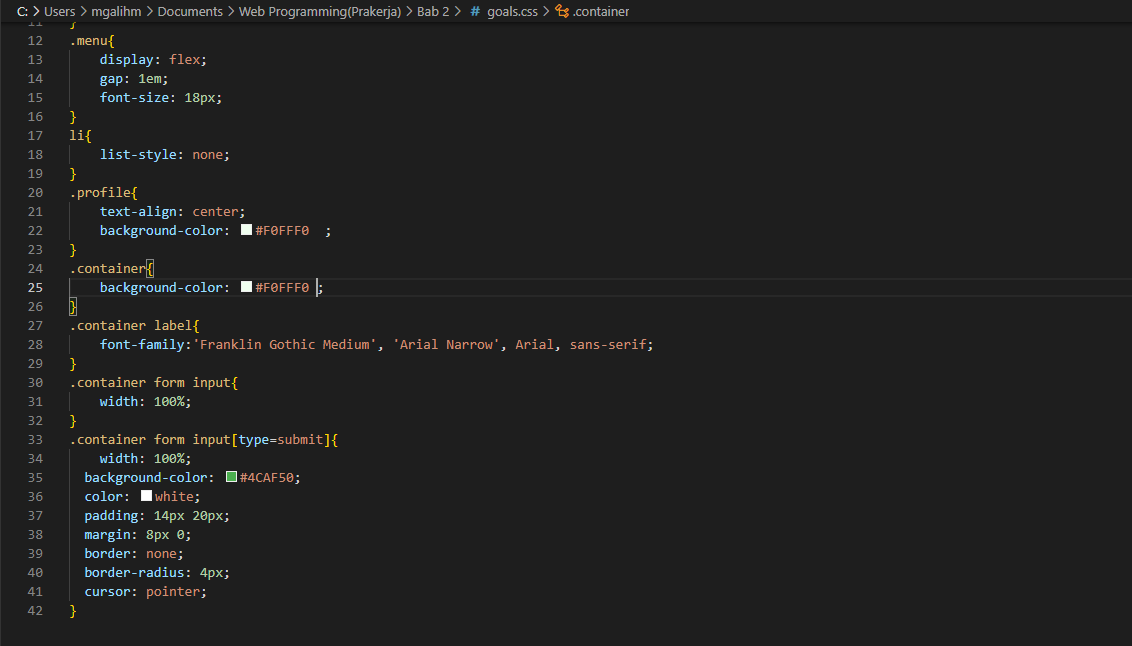 C: > Users > mgalihm > Documents > Web Programming(Prakerja) > Bab 2 > # goals.css > .container
11 }
12 .menu{
13     display: flex;
14     gap: 1em;
15     font-size: 18px;
16 }
17 li{
18     list-style: none;
19 }
20 .profile{
21     text-align: center;
22     background-color: #F0FFF0  ;
23 }
24 .container{
25     background-color: #F0FFF0 ;
26 }
27 .container label{
28     font-family:'Franklin Gothic Medium', 'Arial Narrow', Arial, sans-serif;
29 }
30 .container form input{
31     width: 100%;
32 }
33 .container form input[type=submit]{
34     width: 100%;
35   background-color: #4CAF50;
36   color: white;
37   padding: 14px 20px;
38   margin: 8px 0;
39   border: none;
40   border-radius: 4px;
41   cursor: pointer;
42 }